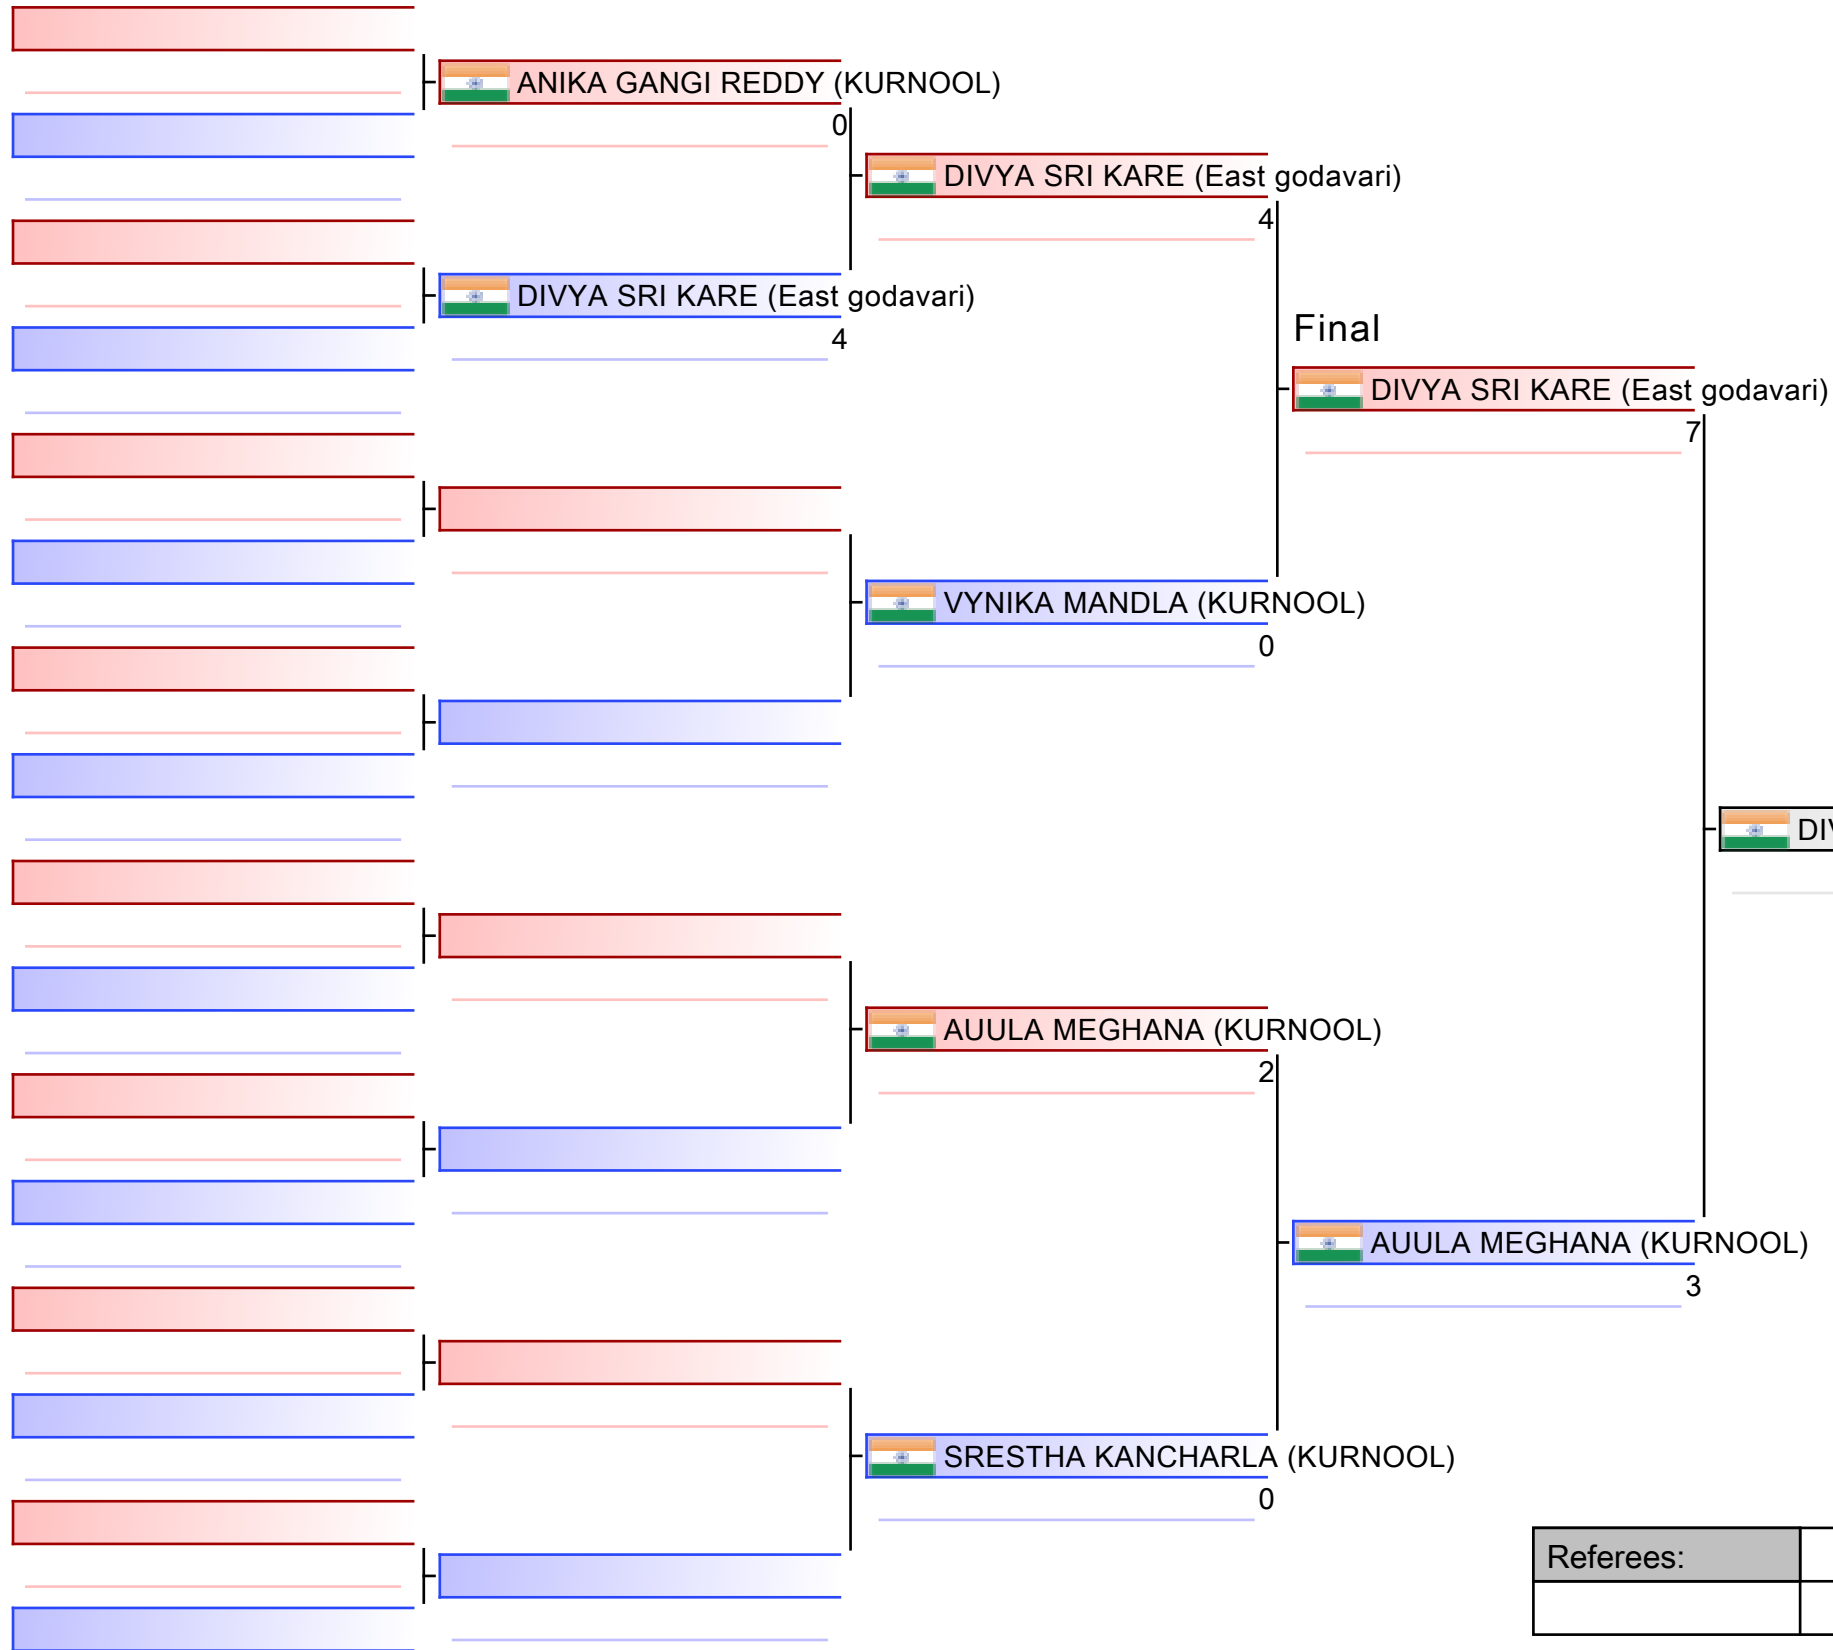 ANIKA GANGI REDDY (KURNOOL)
0
DIVYA SRI KARE (East godavari)
4
DIVYA SRI KARE (East godavari)
4
Final
DIVYA SRI KARE (East godavari)
7
VYNIKA MANDLA (KURNOOL)
0
DIV
AUULA MEGHANA (KURNOOL)
2
AUULA MEGHANA (KURNOOL)
3
SRESTHA KANCHARLA (KURNOOL)
0
Referees: